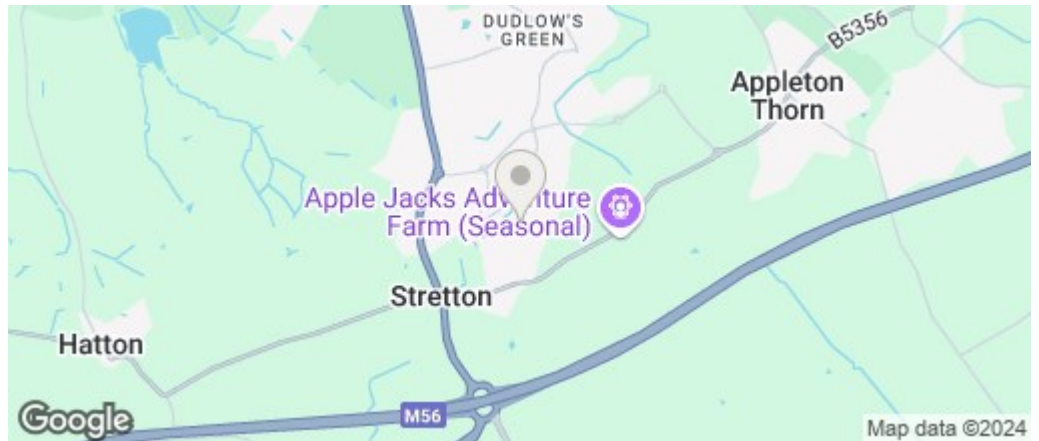 DUDLOW'S
GREEN
B5356
Appleton
Thorn
Apple Jacks Adventure
Farm (Seasonal)
Stretton
Hatton
M56
Google
Map data ©2024